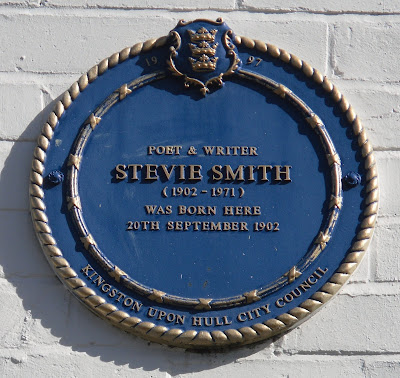 19 97
POET & WRITER
STEVIE SMITH
(1902 - 1971)
WAS BORN HERE
20TH SEPTEMBER 1902
KINGSTON UPON HULL CITY COUNCIL